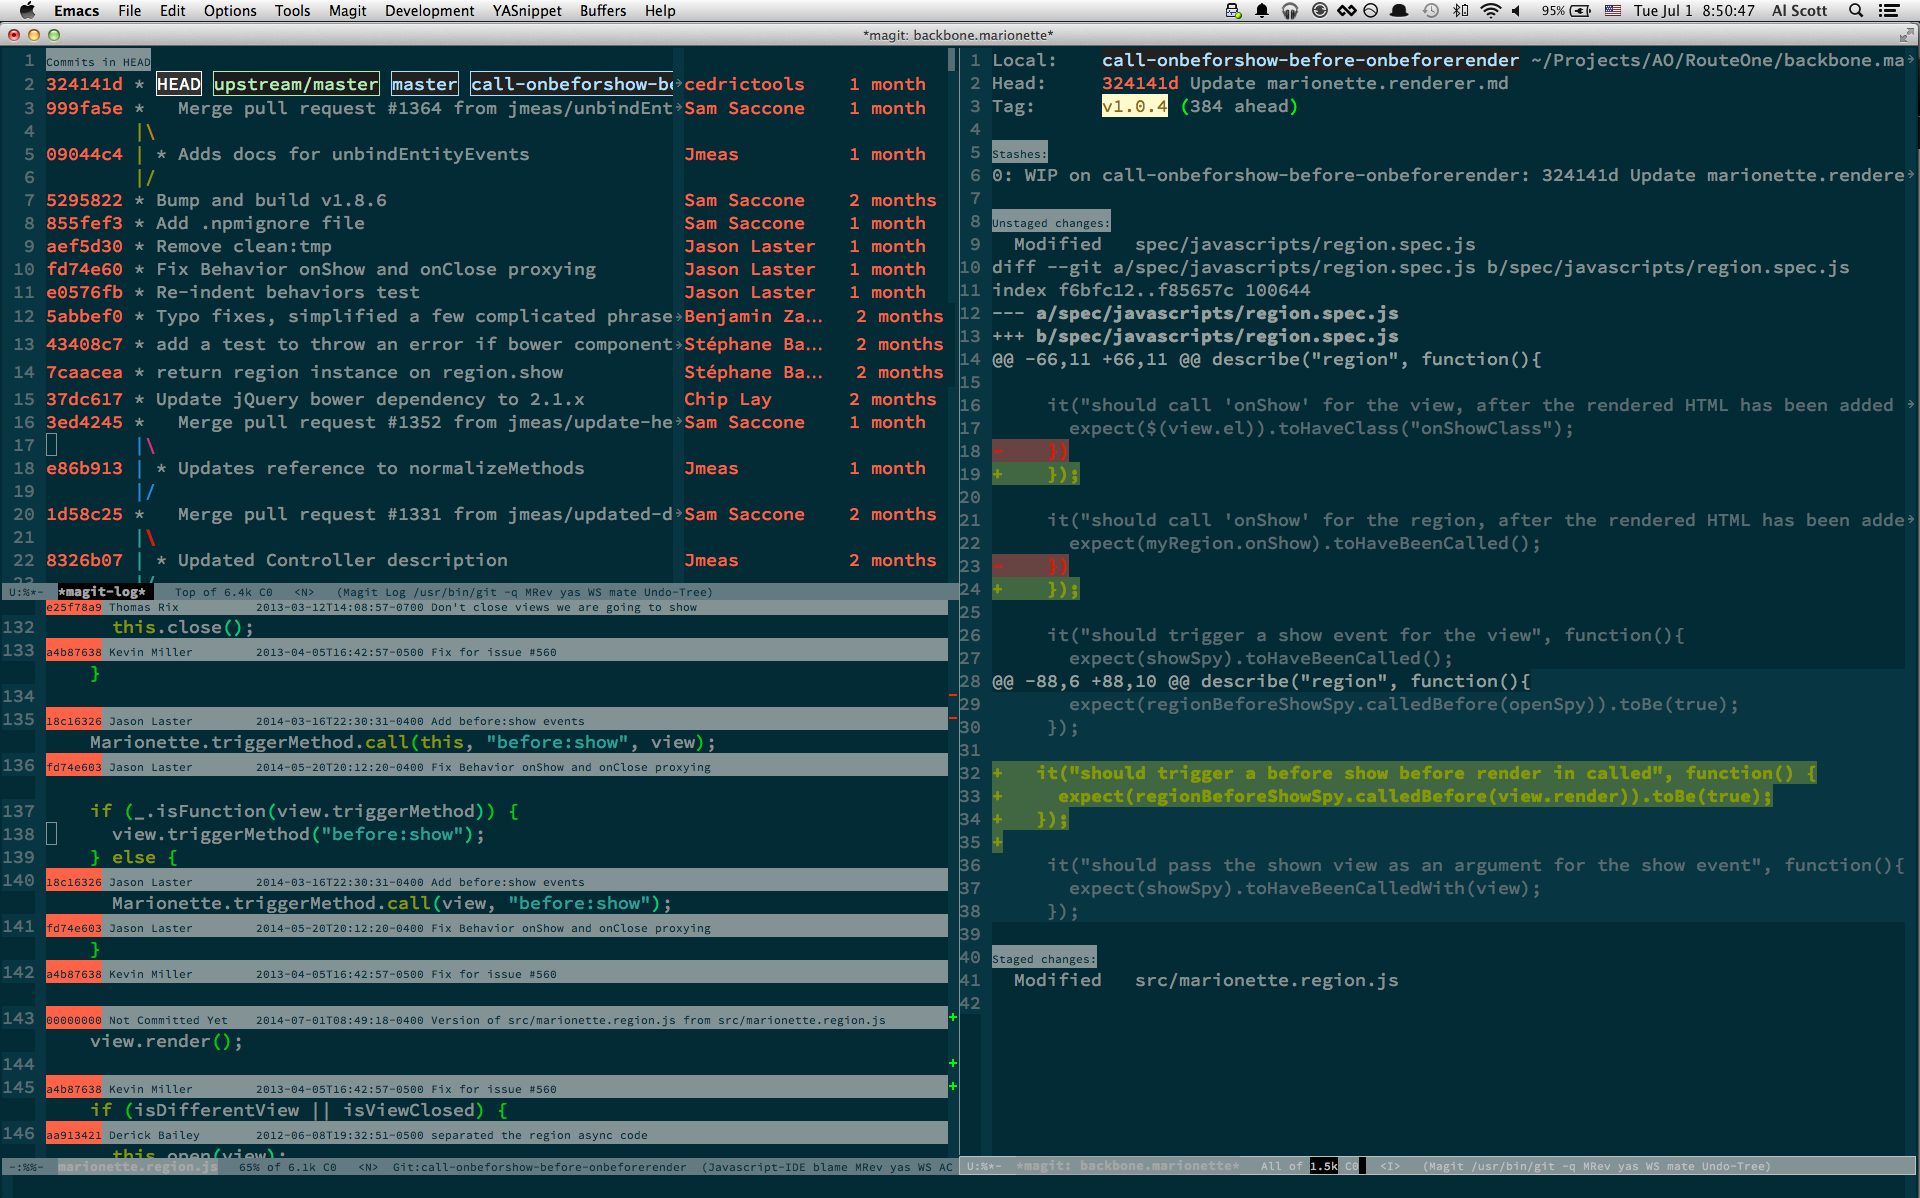 Emacs File Edit Options Tools Magit Development YASnippet Buffers Help 95% Tue Jul 1 8:50:47 Al Scott
*magit: backbone.marionette*
1 Commits in HEAD
2 324141d * HEAD upstream/master master call-onbeforshow-be cedrictools 1 month
3 999fa5e * Merge pull request #1364 from jmeas/unbindEnt Sam Saccone 1 month
4 |\
5 09044c4 | * Adds docs for unbindEntityEvents Jmeas 1 month
6 |/
7 5295822 * Bump and build v1.8.6 Sam Saccone 2 months
8 855fef3 * Add .npmignore file Sam Saccone 1 month
9 aef5d30 * Remove clean:tmp Jason Laster 1 month
10 fd74e60 * Fix Behavior onShow and onClose proxying Jason Laster 1 month
11 e0576fb * Re-indent behaviors test Jason Laster 1 month
12 5abbef0 * Typo fixes, simplified a few complicated phrase Benjamin Za... 2 months
13 43408c7 * add a test to throw an error if bower component Stéphane Ba... 2 months
14 7caacea * return region instance on region.show Stéphane Ba... 2 months
15 37dc617 * Update jQuery bower dependency to 2.1.x Chip Lay 2 months
16 3ed4245 * Merge pull request #1352 from jmeas/update-he Sam Saccone 1 month
17 |\
18 e86b913 | * Updates reference to normalizeMethods Jmeas 1 month
19 |/
20 1d58c25 * Merge pull request #1331 from jmeas/updated-d Sam Saccone 2 months
21 |\
22 8326b07 | * Updated Controller description Jmeas 2 months
23 |/
U:%*- *magit-log* Top of 6.4k C0 <N> (Magit Log /usr/bin/git -q MRev yas WS mate Undo-Tree)
e25f78a9 Thomas Rix 2013-03-12T14:08:57-0700 Don't close views we are going to show
132 this.close();
133 a4b87638 Kevin Miller 2013-04-05T16:42:57-0500 Fix for issue #560
}
134
135 18c16326 Jason Laster 2014-03-16T22:30:31-0400 Add before:show events
Marionette.triggerMethod.call(this, "before:show", view);
136 fd74e603 Jason Laster 2014-05-20T20:12:20-0400 Fix Behavior onShow and onClose proxying
137 if (_.isFunction(view.triggerMethod)) {
138 view.triggerMethod("before:show");
139 } else {
140 18c16326 Jason Laster 2014-03-16T22:30:31-0400 Add before:show events
Marionette.triggerMethod.call(view, "before:show");
141 fd74e603 Jason Laster 2014-05-20T20:12:20-0400 Fix Behavior onShow and onClose proxying
}
142 a4b87638 Kevin Miller 2013-04-05T16:42:57-0500 Fix for issue #560
143 00000000 Not Committed Yet 2014-07-01T08:49:18-0400 Version of src/marionette.region.js from src/marionette.region.js
view.render();
144
145 a4b87638 Kevin Miller 2013-04-05T16:42:57-0500 Fix for issue #560
if (isDifferentView || isViewClosed) {
146 aa913421 Derick Bailey 2012-06-08T19:32:51-0500 separated the region async code
this.open(view);
-:%%- marionette.region.js 65% of 6.1k C0 <N> Git:call-onbeforshow-before-onbeforerender (Javascript-IDE blame MRev yas WS AC
1 Local: call-onbeforshow-before-onbeforerender ~/Projects/AO/RouteOne/backbone.ma
2 Head: 324141d Update marionette.renderer.md
3 Tag: v1.0.4 (384 ahead)
4
5 Stashes:
6 0: WIP on call-onbeforshow-before-onbeforerender: 324141d Update marionette.rendere
7
8 Unstaged changes:
9 Modified spec/javascripts/region.spec.js
10 diff --git a/spec/javascripts/region.spec.js b/spec/javascripts/region.spec.js
11 index f6bfc12..f85657c 100644
12 --- a/spec/javascripts/region.spec.js
13 +++ b/spec/javascripts/region.spec.js
14 @@ -66,11 +66,11 @@ describe("region", function(){
15
16 it("should call 'onShow' for the view, after the rendered HTML has been added
17 expect($(view.el)).toHaveClass("onShowClass");
18 - })
19 + });
20
21 it("should call 'onShow' for the region, after the rendered HTML has been adde
22 expect(myRegion.onShow).toHaveBeenCalled();
23 - })
24 + });
25
26 it("should trigger a show event for the view", function(){
27 expect(showSpy).toHaveBeenCalled();
28 @@ -88,6 +88,10 @@ describe("region", function(){
29 expect(regionBeforeShowSpy.calledBefore(openSpy)).toBe(true);
30 });
31
32 + it("should trigger a before show before render in called", function() {
33 + expect(regionBeforeShowSpy.calledBefore(view.render)).toBe(true);
34 + });
35 +
36 it("should pass the shown view as an argument for the show event", function(){
37 expect(showSpy).toHaveBeenCalledWith(view);
38 });
39
40 Staged changes:
41 Modified src/marionette.region.js
42
U:%*- *magit: backbone.marionette* All of 1.5k C0 <I> (Magit /usr/bin/git -q MRev yas WS mate Undo-Tree)